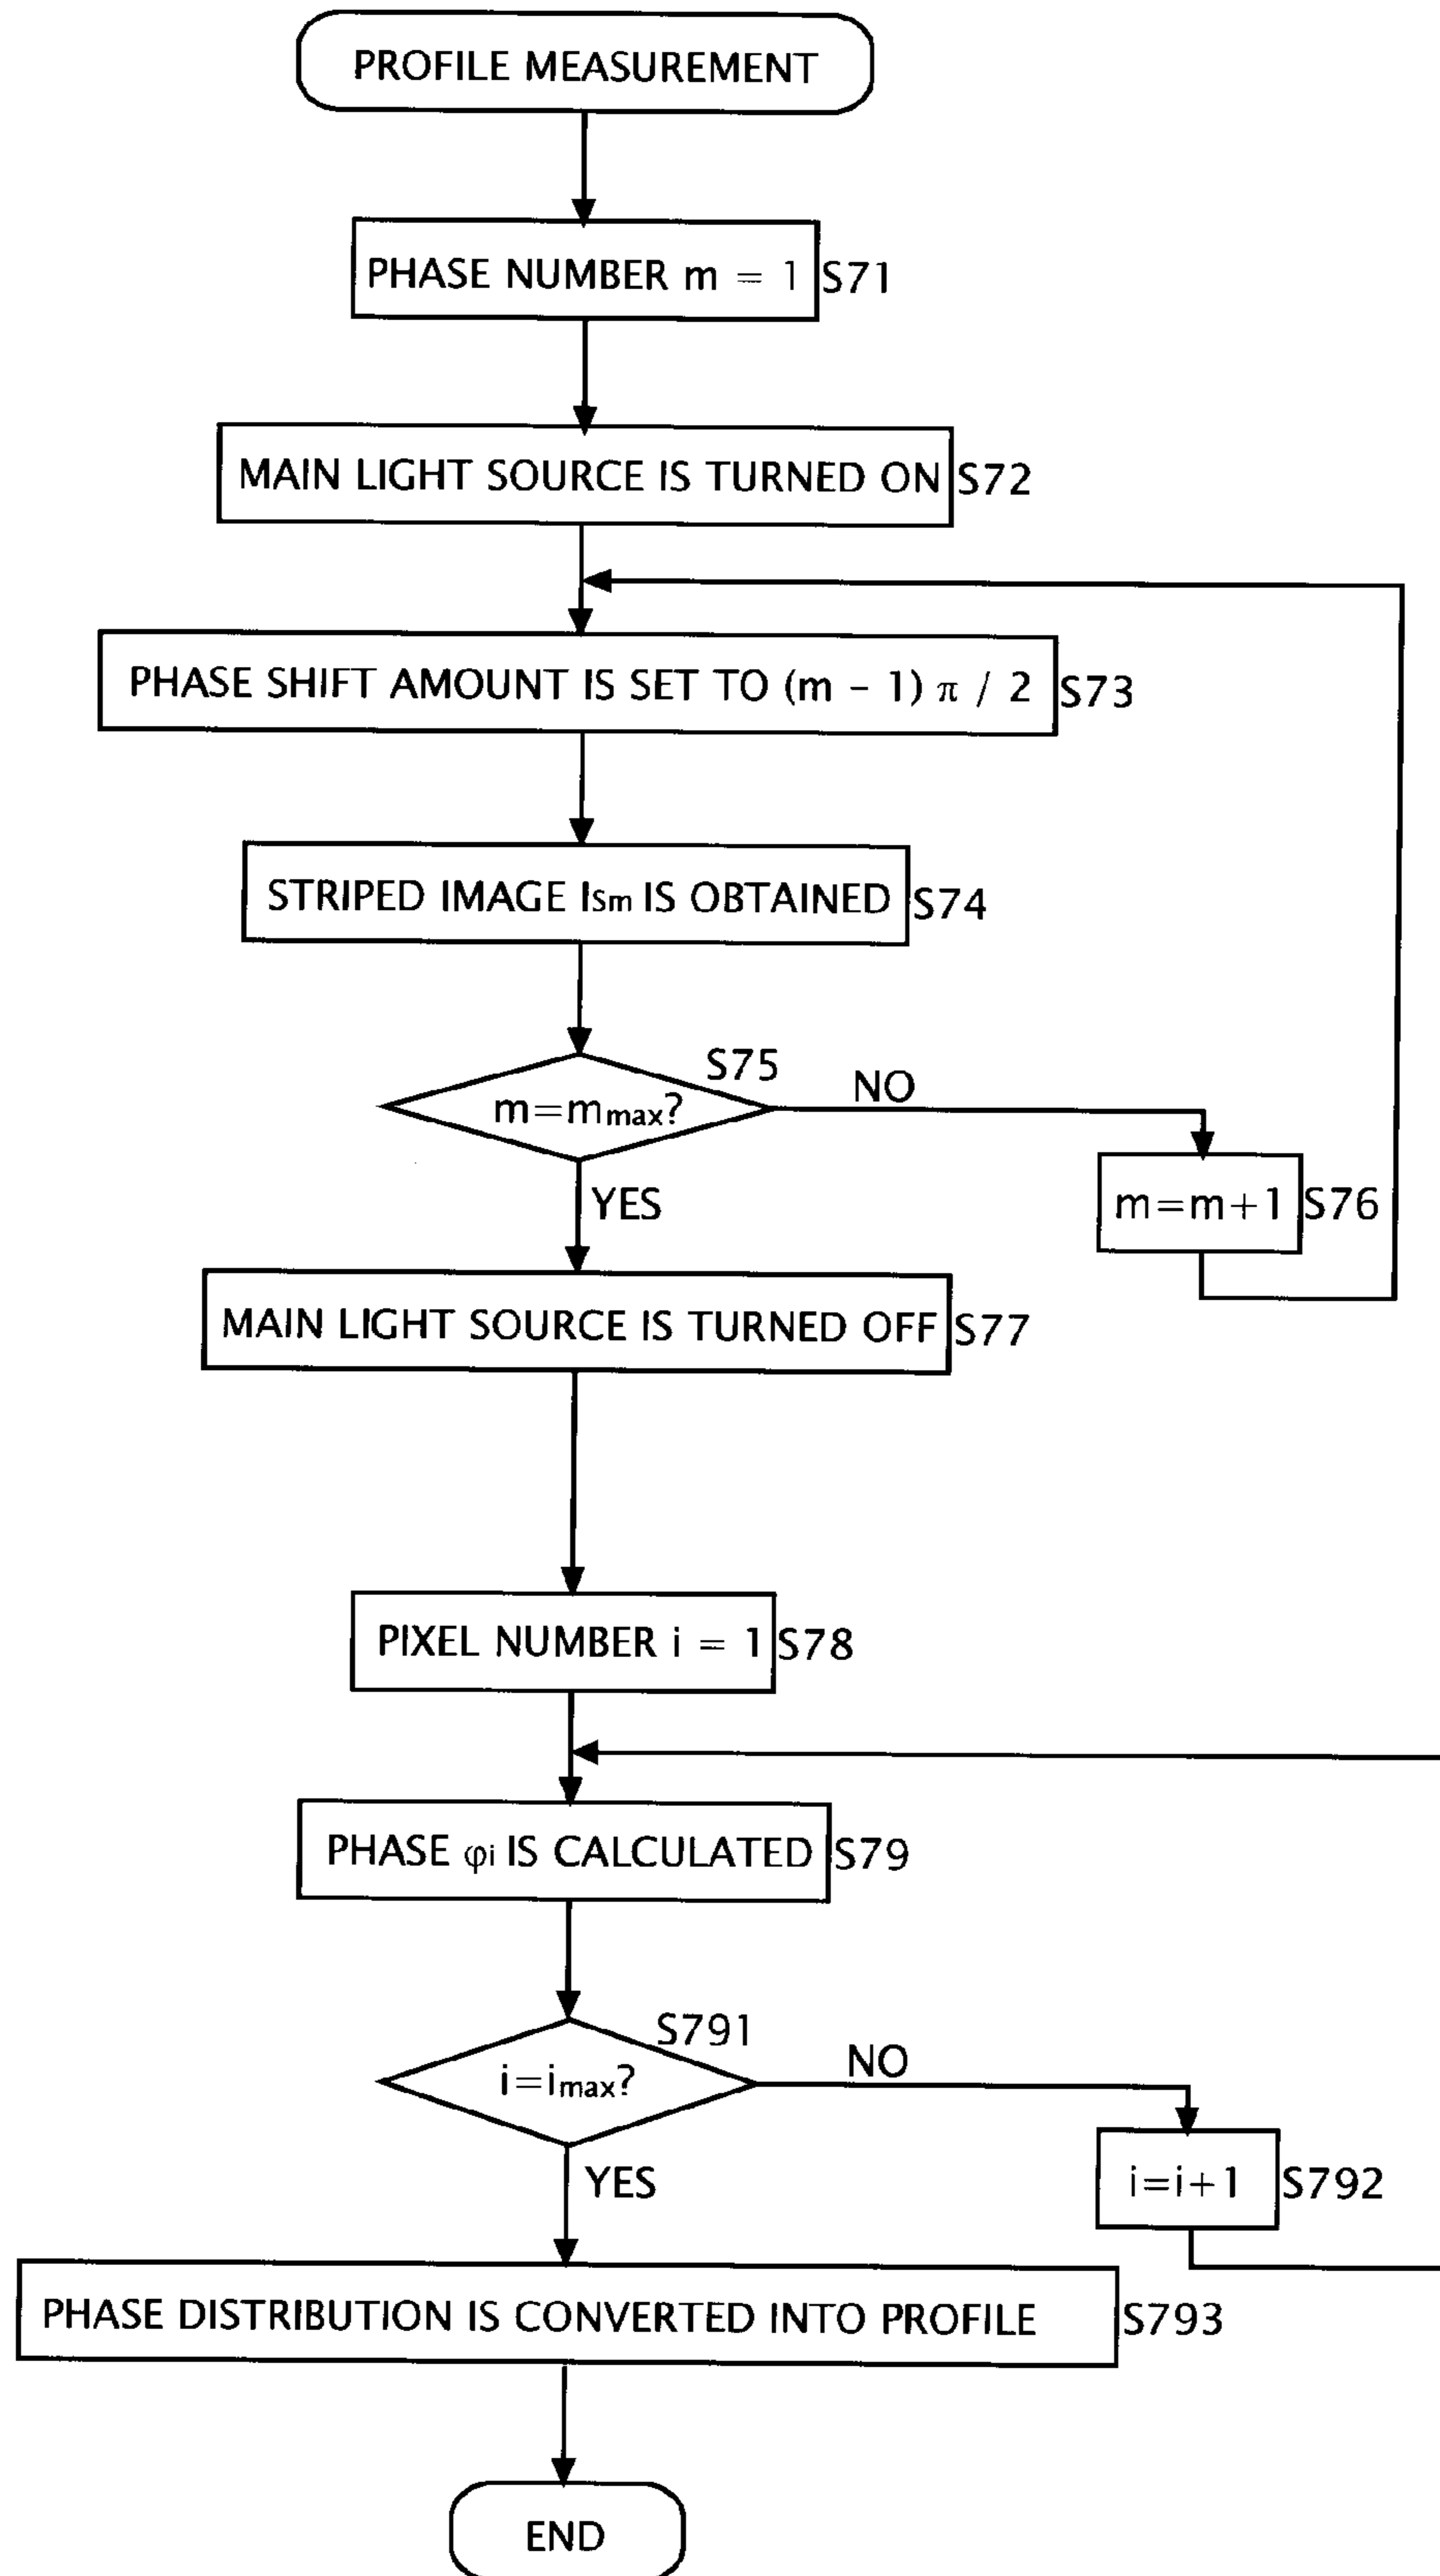 PROFILE MEASUREMENT
PHASE NUMBER m = 1 S71
MAIN LIGHT SOURCE IS TURNED ON S72
PHASE SHIFT AMOUNT IS SET TO (m - 1) π / 2 S73
STRIPED IMAGE ISm IS OBTAINED S74
S75
m=mmax?
NO
m=m+1 S76
YES
MAIN LIGHT SOURCE IS TURNED OFF S77
PIXEL NUMBER i = 1 S78
PHASE φi IS CALCULATED S79
S791
i=imax?
NO
i=i+1 S792
YES
PHASE DISTRIBUTION IS CONVERTED INTO PROFILE S793
END